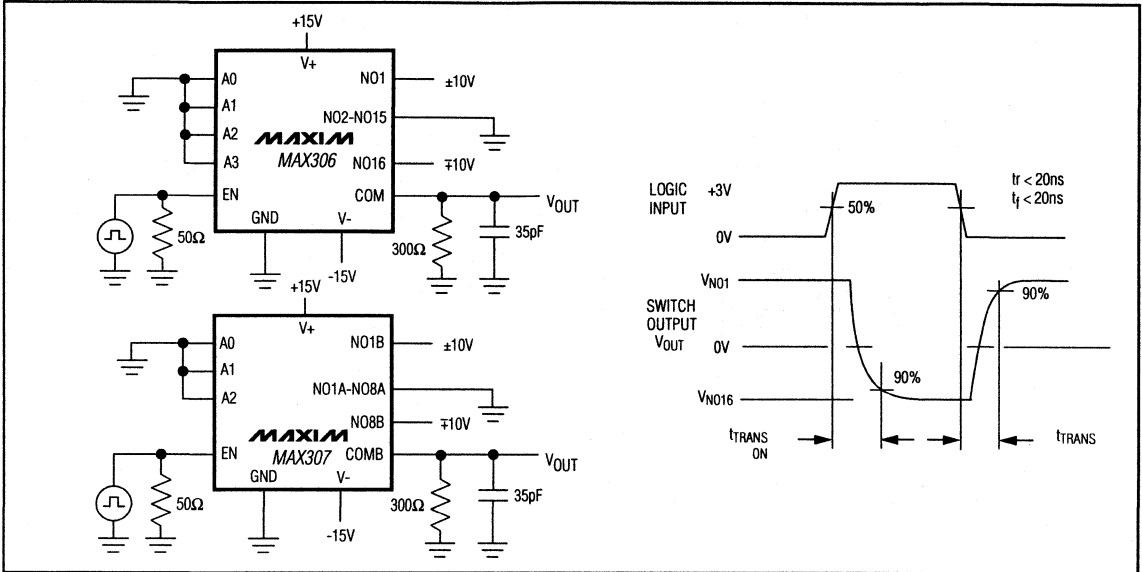 +15V
V+
A0
A1
A2
A3
EN
MAXIM
MAX306
NO1
±10V
NO2-NO15
NO16
∓10V
COM
VOUT
GND
V-
50Ω
300Ω
35pF
-15V
+15V
V+
A0
A1
A2
EN
MAXIM
MAX307
NO1B
±10V
NO1A-NO8A
NO8B
∓10V
COMB
VOUT
GND
V-
50Ω
300Ω
35pF
-15V
LOGIC
INPUT
+3V
50%
0V
tr < 20ns
tf < 20ns
VNO1
SWITCH
OUTPUT
VOUT
0V
90%
90%
VNO16
tTRANS
ON
tTRANS